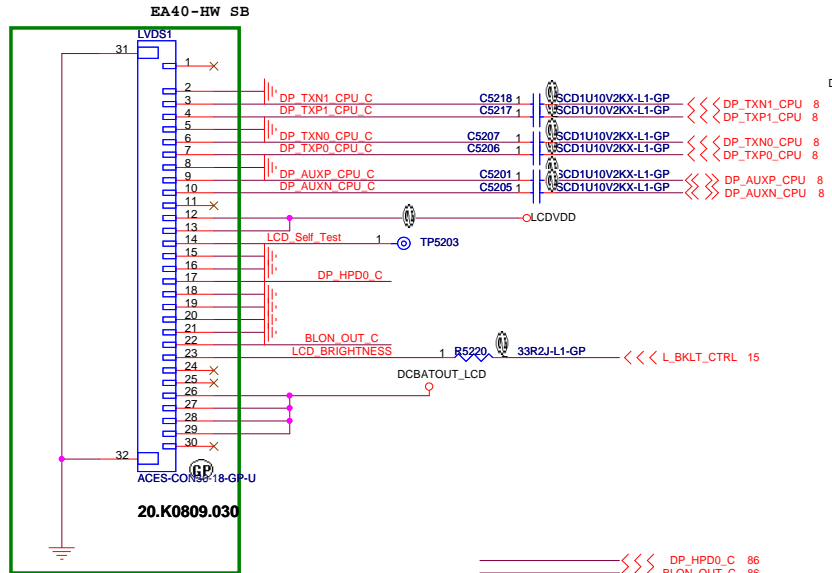 EA40-HW SB
LVDS1
31
1
2
3 DP_TXN1_CPU_C C5218 1 SCD1U10V2KX-L1-GP DP_TXN1_CPU 8
4 DP_TXP1_CPU_C C5217 1 SCD1U10V2KX-L1-GP DP_TXP1_CPU 8
5
6 DP_TXN0_CPU_C C5207 1 SCD1U10V2KX-L1-GP DP_TXN0_CPU 8
7 DP_TXP0_CPU_C C5206 1 SCD1U10V2KX-L1-GP DP_TXP0_CPU 8
8
9 DP_AUXP_CPU_C C5201 1 SCD1U10V2KX-L1-GP DP_AUXP_CPU 8
10 DP_AUXN_CPU_C C5205 1 SCD1U10V2KX-L1-GP DP_AUXN_CPU 8
11
12 LCDVDD
13
14 LCD_Self_Test 1 TP5203
15
16
17 DP_HPD0_C
18
19
20
21
22 BLON_OUT_C
23 LCD_BRIGHTNESS 1 R5220 33R2J-L1-GP L_BKLT_CTRL 15
24
25 DCBATOUT_LCD
26
27
28
29
30
32
GP
ACES-CON30-18-GP-U
20.K0809.030
DP_HPD0_C 86
BLON_OUT_C 86